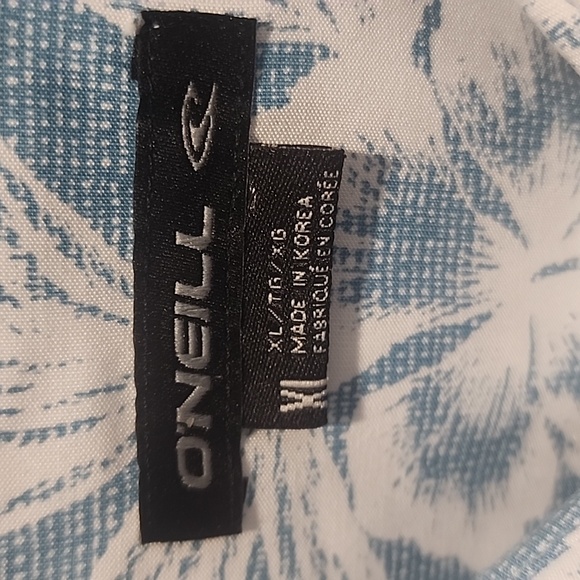 O'NEILL
XL/TG/XG
MADE IN KOREA
FABRIQUÉ EN CORÉE
XL